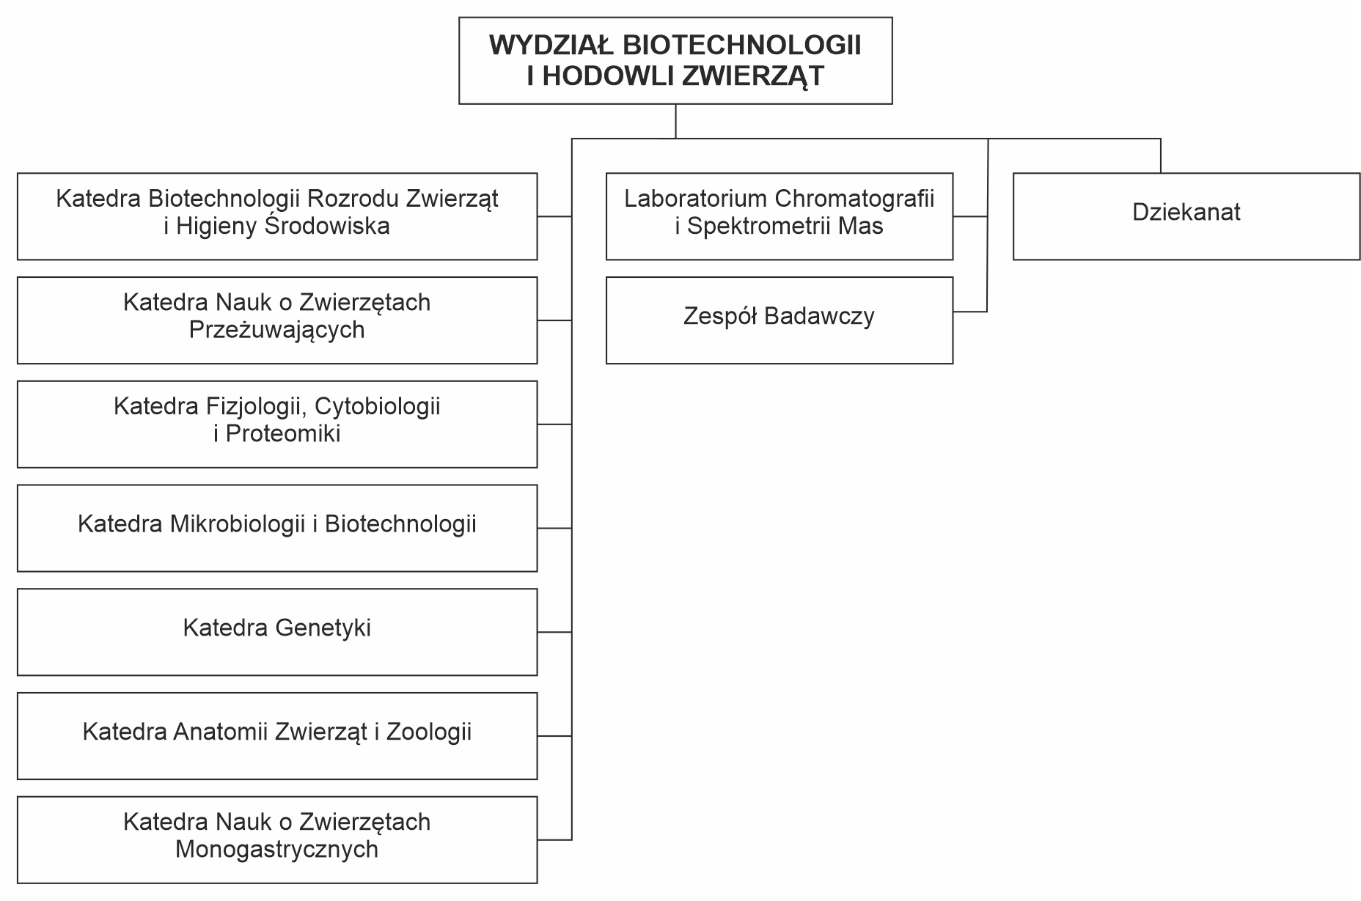 WYDZIAŁ BIOTECHNOLOGII
I HODOWLI ZWIERZĄT
Katedra Biotechnologii Rozrodu Zwierząt
i Higieny Środowiska
Katedra Nauk o Zwierzętach
Przeżuwających
Katedra Fizjologii, Cytobiologii
i Proteomiki
Katedra Mikrobiologii i Biotechnologii
Katedra Genetyki
Katedra Anatomii Zwierząt i Zoologii
Katedra Nauk o Zwierzętach
Monogastrycznych
Laboratorium Chromatografii
i Spektrometrii Mas
Zespół Badawczy
Dziekanat